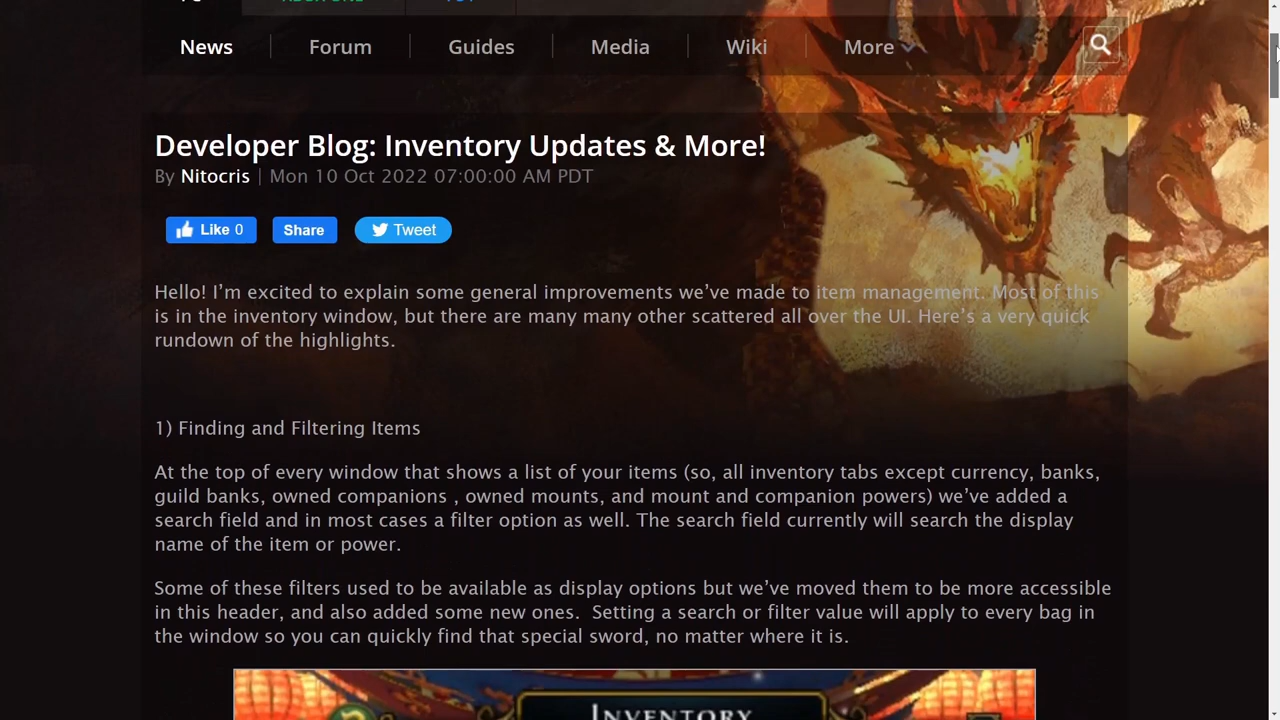 News
Forum
Guides
Media
Wiki
More
Developer Blog: Inventory Updates & More!
By Nitocris | Mon 10 Oct 2022 07:00:00 AM PDT
Like 0
Share
Tweet
Hello! I’m excited to explain some general improvements we’ve made to item management. Most of this
is in the inventory window, but there are many many other scattered all over the UI. Here’s a very quick
rundown of the highlights.
1) Finding and Filtering Items
At the top of every window that shows a list of your items (so, all inventory tabs except currency, banks,
guild banks, owned companions , owned mounts, and mount and companion powers) we’ve added a
search field and in most cases a filter option as well. The search field currently will search the display
name of the item or power.
Some of these filters used to be available as display options but we’ve moved them to be more accessible
in this header, and also added some new ones.  Setting a search or filter value will apply to every bag in
the window so you can quickly find that special sword, no matter where it is.
INVENTORY